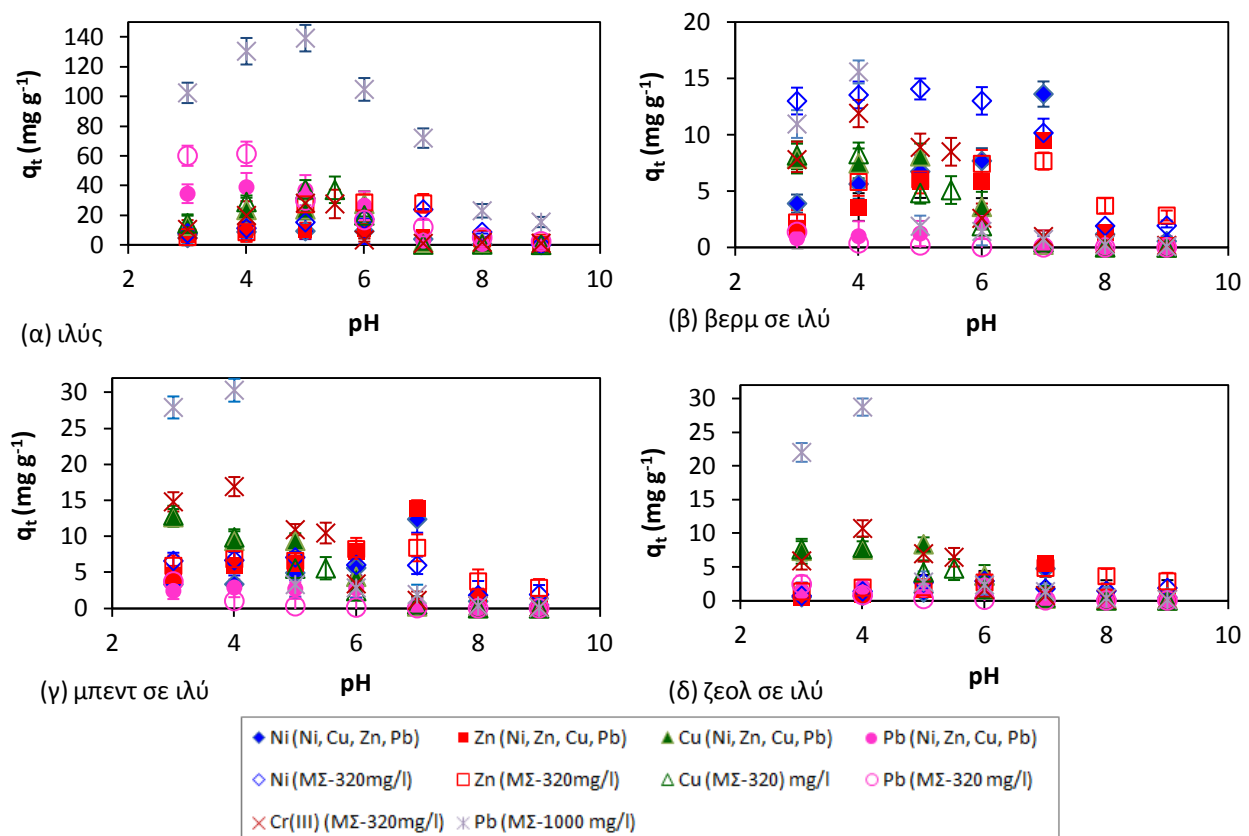 140
120
100
80
60
40
20
0
2 4 6 8 10
qt (mg g-1)
pH
(α) ιλύς
20
15
10
5
0
2 4 6 8 10
qt (mg g-1)
pH
(β) βερμ σε ιλύ
30
25
20
15
10
5
0
2 4 6 8 10
qt (mg g-1)
pH
(γ) μπεντ σε ιλύ
30
25
20
15
10
5
0
2 4 6 8 10
qt (mg g-1)
pH
(δ) ζεολ σε ιλύ
Ni (Ni, Cu, Zn, Pb) Zn (Ni, Zn, Cu, Pb) Cu (Ni, Zn, Cu, Pb) Pb (Ni, Zn, Cu, Pb)
Ni (ΜΣ-320mg/l) Zn (ΜΣ-320mg/l) Cu (ΜΣ-320) mg/l Pb (ΜΣ-320 mg/l)
Cr(III) (ΜΣ-320mg/l) Pb (ΜΣ-1000 mg/l)